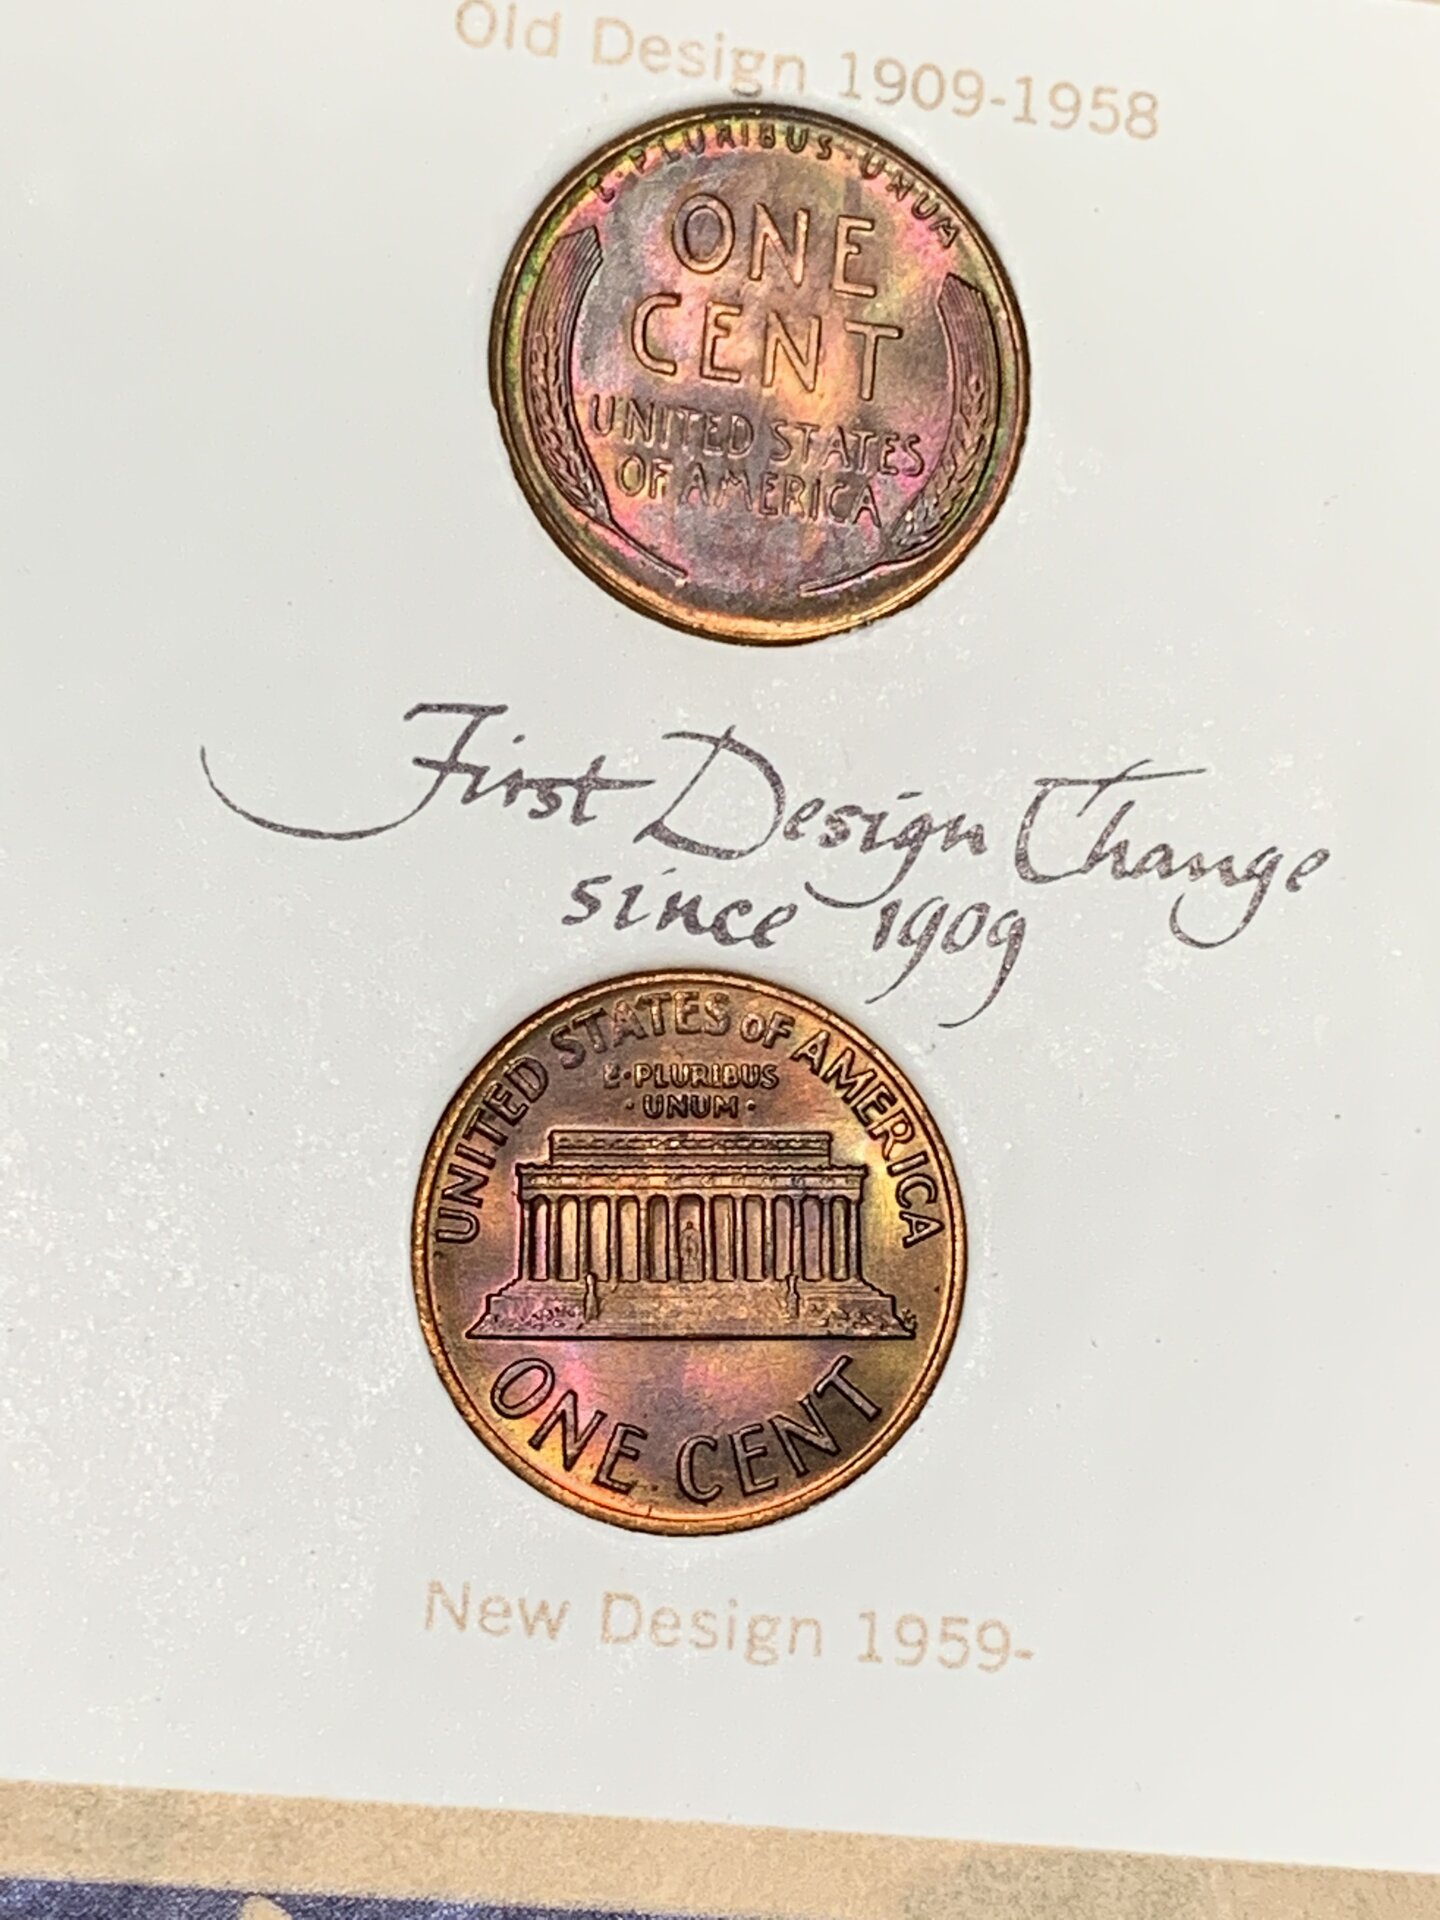 Old Design 1909-1958
E · PLURIBUS · UNUM
ONE
CENT
UNITED STATES
OF AMERICA
First Design Change
since 1909
UNITED STATES OF AMERICA
E · PLURIBUS
· UNUM ·
ONE CENT
New Design 1959-